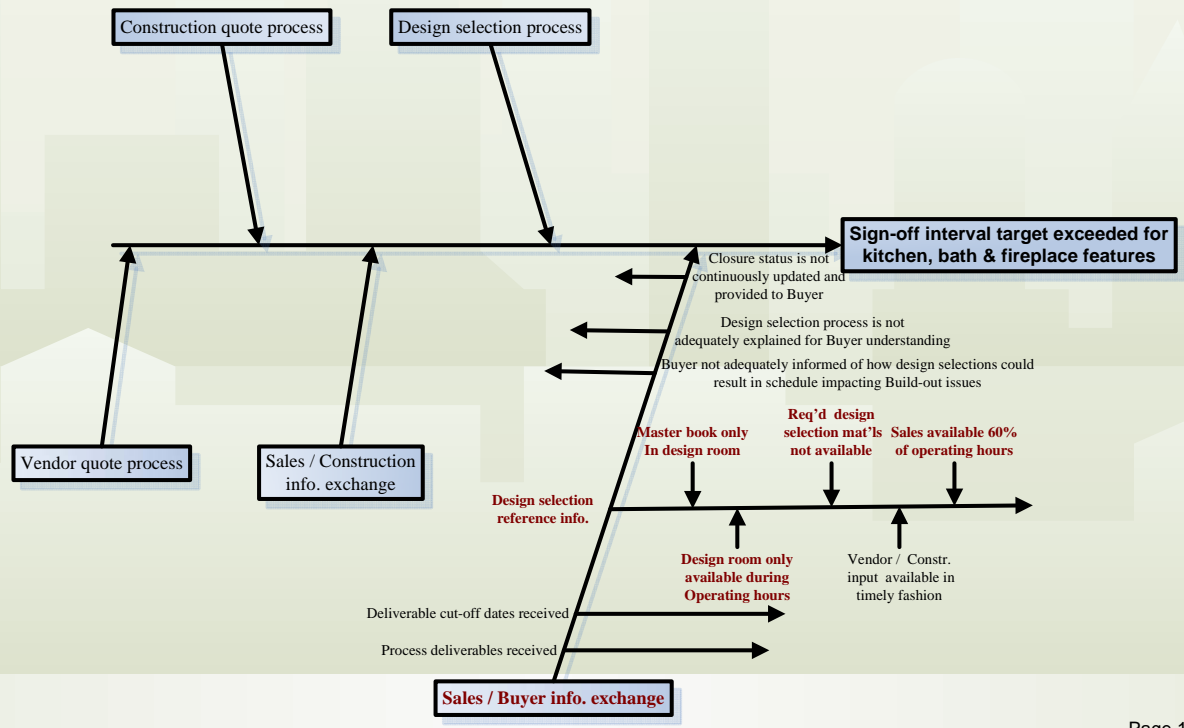 Construction quote process
Design selection process
Sign-off interval target exceeded for
kitchen, bath & fireplace features
Closure status is not
continuously updated and
provided to Buyer
Design selection process is not
adequately explained for Buyer understanding
Buyer not adequately informed of how design selections could
result in schedule impacting Build-out issues
Vendor quote process
Sales / Construction
info. exchange
Master book only
In design room
Req’d design
selection mat’ls
not available
Sales available 60%
of operating hours
Design selection
reference info.
Design room only
available during
Operating hours
Vendor / Constr.
input available in
timely fashion
Deliverable cut-off dates received
Process deliverables received
Sales / Buyer info. exchange
Page 1